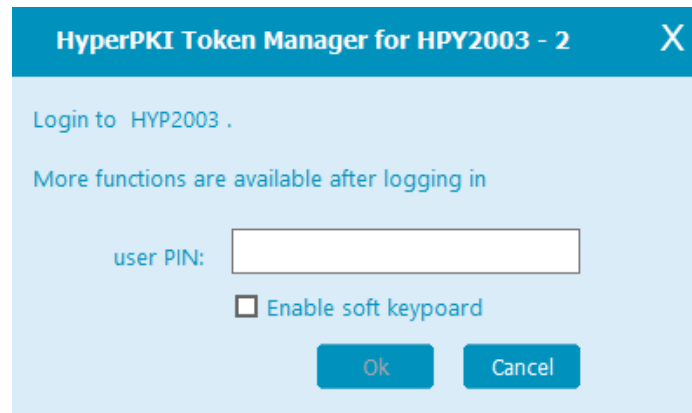 HyperPKI Token Manager for HPY2003 - 2 X
Login to HYP2003 .
More functions are available after logging in
user PIN:
Enable soft keypoard
Ok Cancel